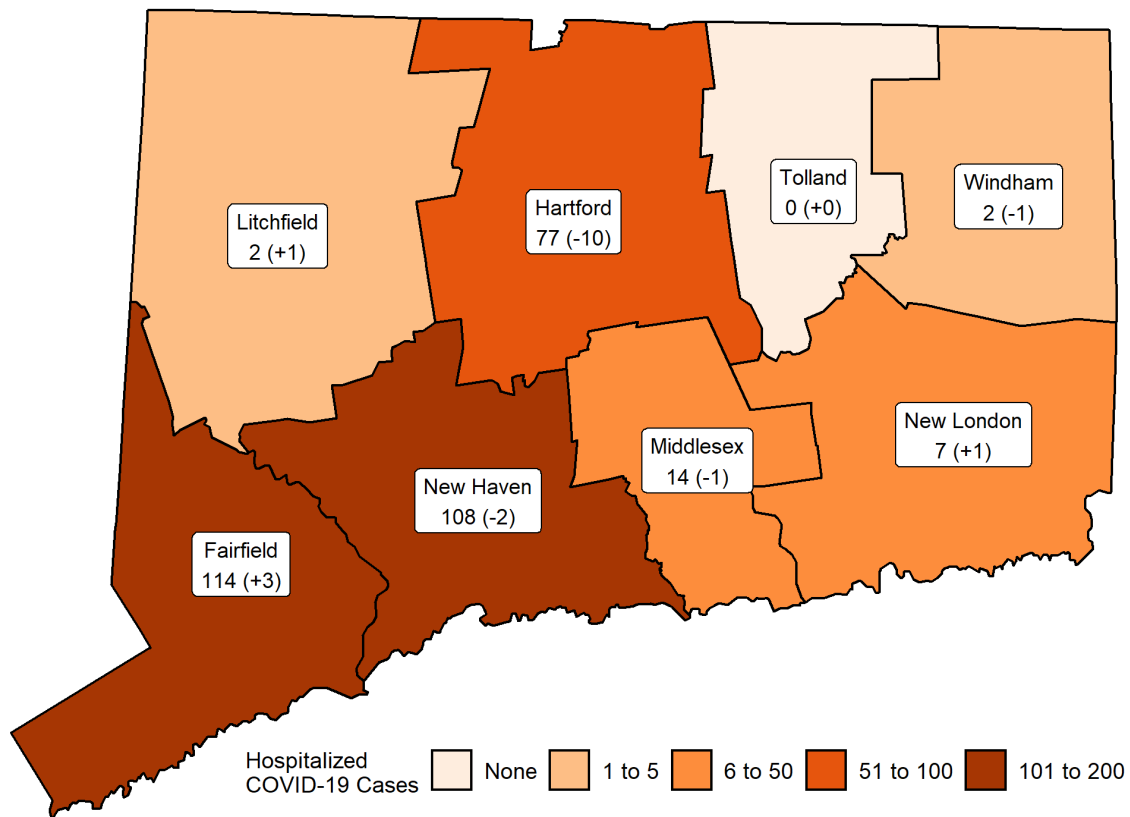 Litchfield
2 (+1)
Hartford
77 (-10)
Tolland
0 (+0)
Windham
2 (-1)
Fairfield
114 (+3)
New Haven
108 (-2)
Middlesex
14 (-1)
New London
7 (+1)
Hospitalized
COVID-19 Cases
None
1 to 5
6 to 50
51 to 100
101 to 200